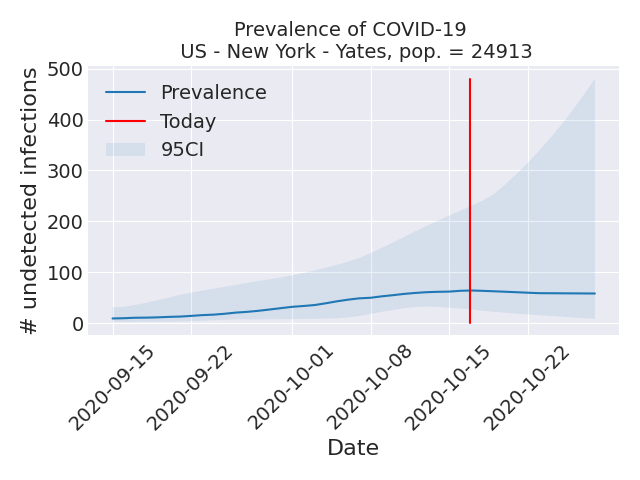 Prevalence of COVID-19
US - New York - Yates, pop. = 24913
# undetected infections
500
400
300
200
100
0
Prevalence
Today
95CI
2020-09-15
2020-09-22
2020-10-01
2020-10-08
2020-10-15
2020-10-22
Date